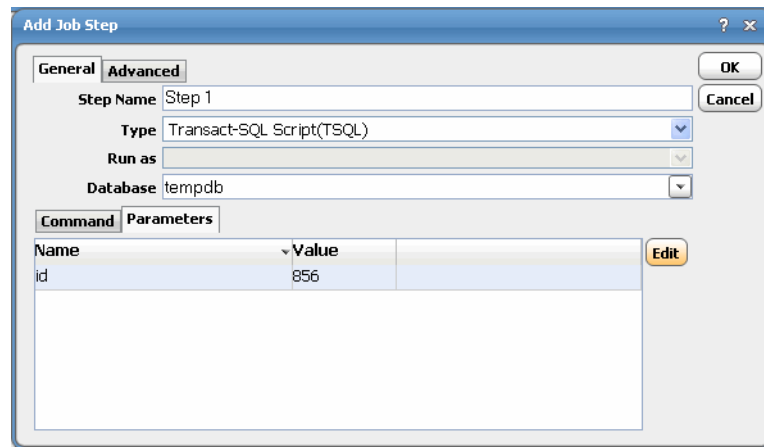 Add Job Step ? x
General Advanced OK
Step Name Step 1 Cancel
Type Transact-SQL Script(TSQL)
Run as
Database tempdb
Command Parameters
Name Value Edit
id 856